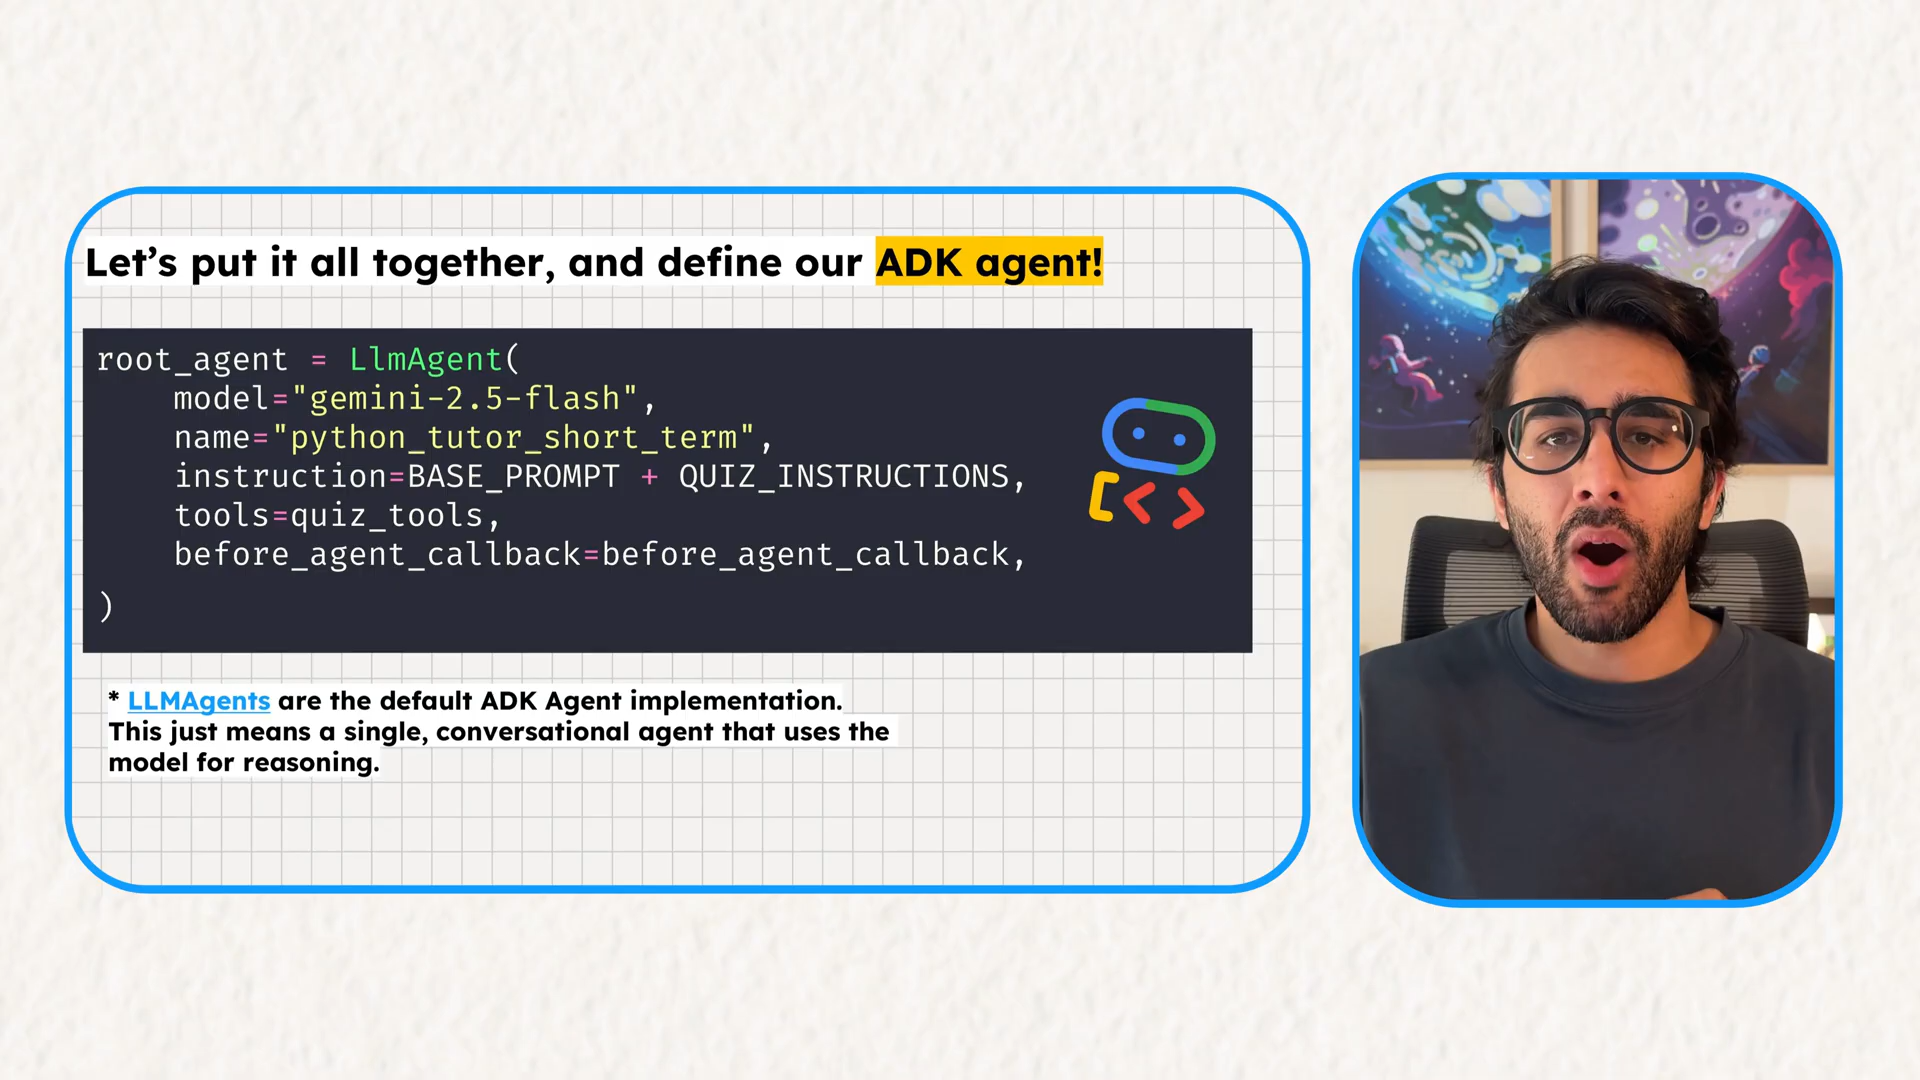 Let’s put it all together, and define our ADK agent!
root_agent = LlmAgent(
    model="gemini-2.5-flash",
    name="python_tutor_short_term",
    instruction=BASE_PROMPT + QUIZ_INSTRUCTIONS,
    tools=quiz_tools,
    before_agent_callback=before_agent_callback,
)
* LLMAgents are the default ADK Agent implementation.
This just means a single, conversational agent that uses the
model for reasoning.